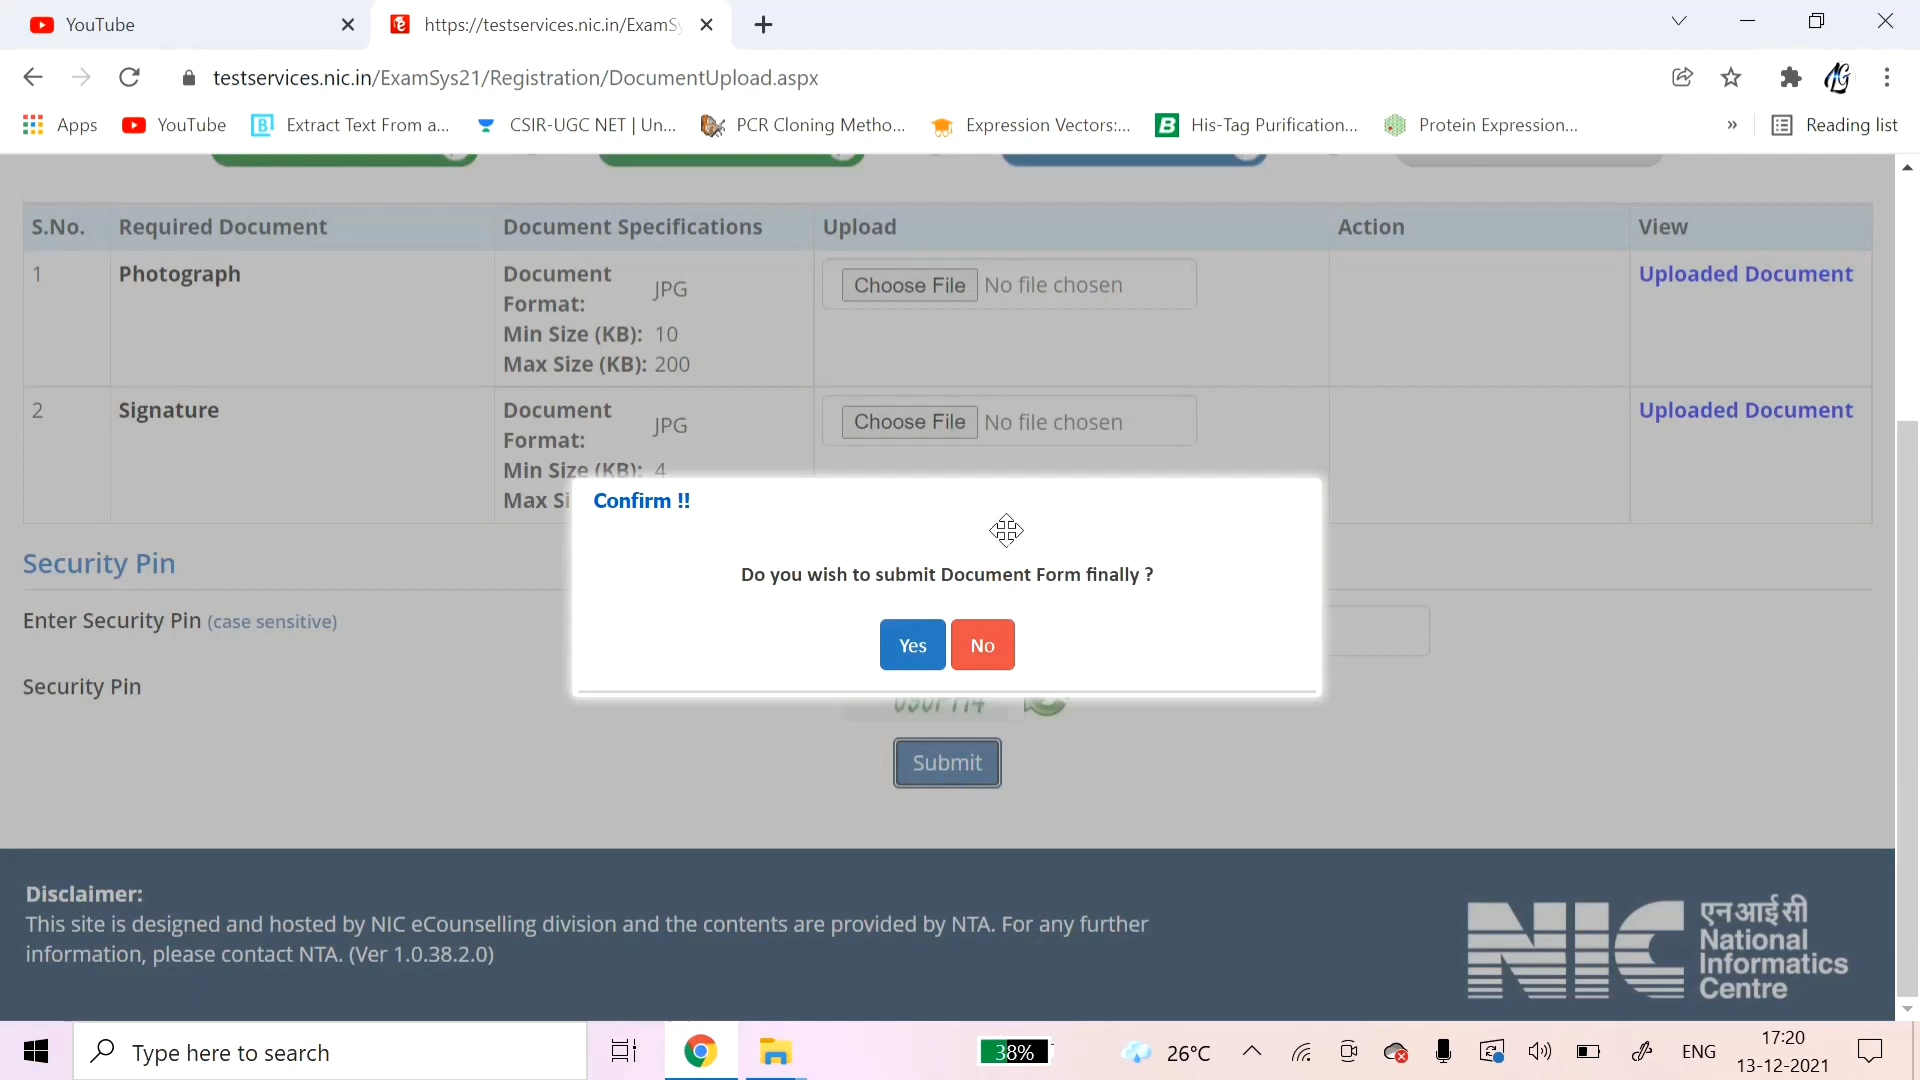 YouTube
https://testservices.nic.in/ExamSy
testservices.nic.in/ExamSys21/Registration/DocumentUpload.aspx
Apps YouTube Extract Text From a... CSIR-UGC NET | Un... PCR Cloning Metho... Expression Vectors:... His-Tag Purification... Protein Expression... » Reading list
S.No. Required Document Document Specifications Upload Action View
1 Photograph Document Format: JPG Choose File No file chosen Uploaded Document
Min Size (KB): 10
Max Size (KB): 200
2 Signature Document Format: JPG Choose File No file chosen Uploaded Document
Min Size (KB): 4
Max Si
Confirm !!
Do you wish to submit Document Form finally ?
Yes No
Security Pin
Enter Security Pin (case sensitive)
Security Pin
Submit
Disclaimer:
This site is designed and hosted by NIC eCounselling division and the contents are provided by NTA. For any further
information, please contact NTA. (Ver 1.0.38.2.0)
NIC
एन आई सी
National
Informatics
Centre
Type here to search
38%
26°C
ENG
17:20
13-12-2021